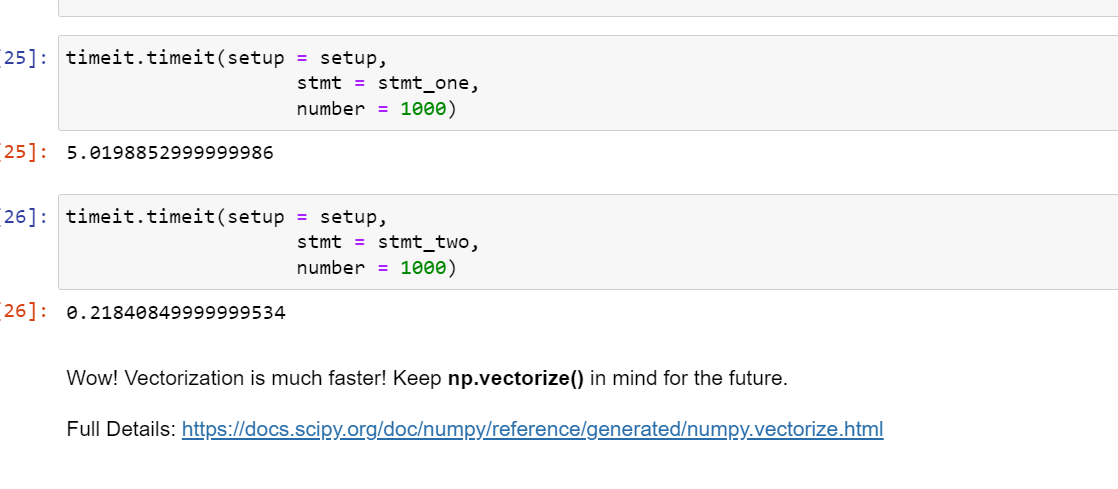 [25]: timeit.timeit(setup = setup,
stmt = stmt_one,
number = 1000)
[25]: 5.0198852999999986
[26]: timeit.timeit(setup = setup,
stmt = stmt_two,
number = 1000)
[26]: 0.21840849999999534
Wow! Vectorization is much faster! Keep np.vectorize() in mind for the future.
Full Details: https://docs.scipy.org/doc/numpy/reference/generated/numpy.vectorize.html